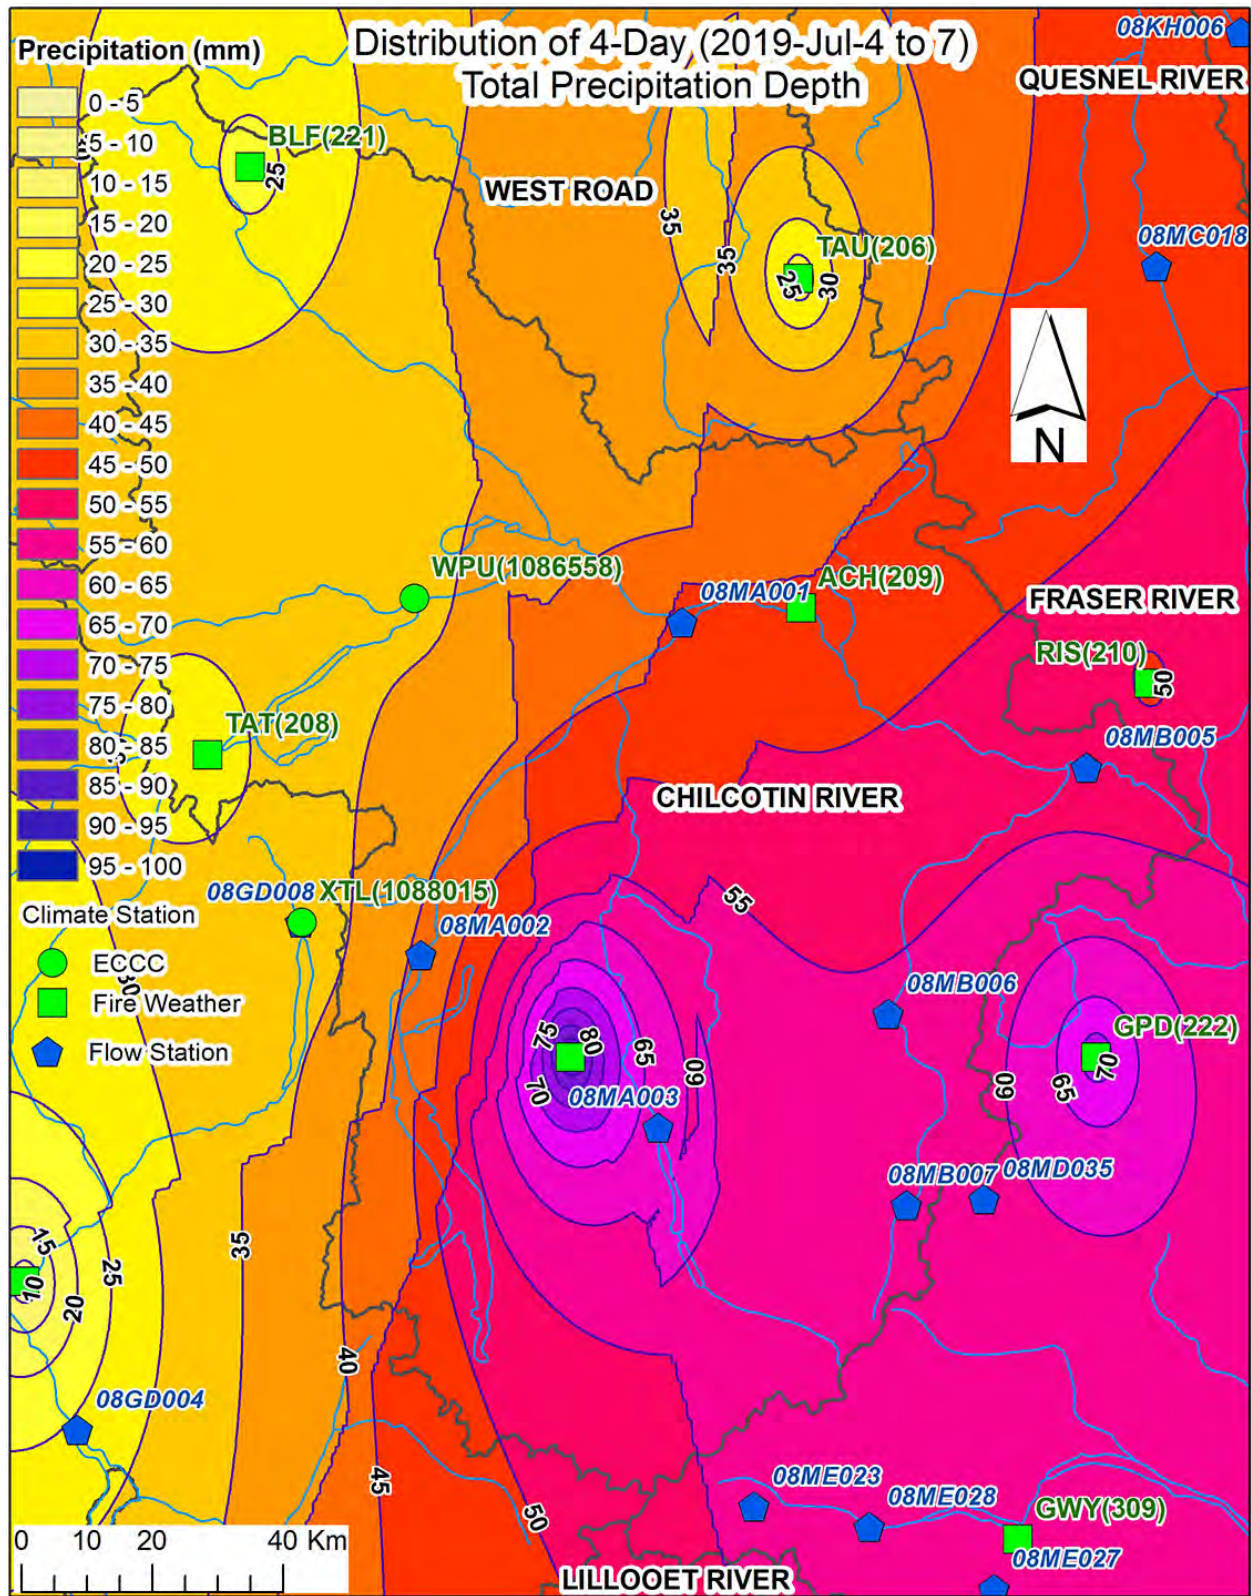 Distribution of 4-Day (2019-Jul-4 to 7)
Total Precipitation Depth
Precipitation (mm)
0 - 5
5 - 10
10 - 15
15 - 20
20 - 25
25 - 30
30 - 35
35 - 40
40 - 45
45 - 50
50 - 55
55 - 60
60 - 65
65 - 70
70 - 75
75 - 80
80 - 85
85 - 90
90 - 95
95 - 100
Climate Station
ECCC
Fire Weather
Flow Station
08KH006
QUESNEL RIVER
BLF(221)
25
WEST ROAD
35
35
TAU(206)
25
30
08MC018
N
WPU(1086558)
08MA001
ACH(209)
FRASER RIVER
RIS(210)
50
TAT(208)
08MB005
CHILCOTIN RIVER
08GD008
XTL(1088015)
55
08MA002
30
08MB006
75
80
65
60
70
08MA003
GPD(222)
70
65
60
08MB007
08MD035
15
10
20
25
35
40
08GD004
45
50
08ME023
08ME028
GWY(309)
08ME027
LILLOOET RIVER
0 10 20 40 Km